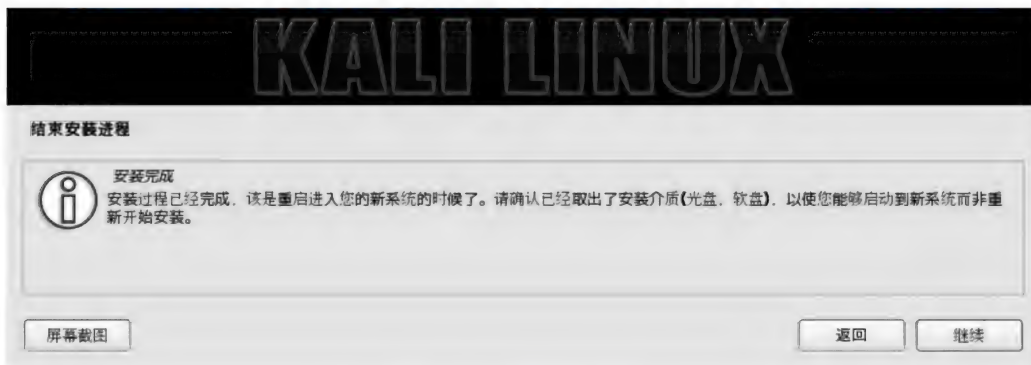 KALI LINUX
结束安装进程
安装完成
安装过程已经完成，该是重启进入您的新系统的时候了。请确认已经取出了安装介质(光盘、软盘)，以使您能够启动到新系统而非重
新开始安装。
屏幕截图
返回
继续